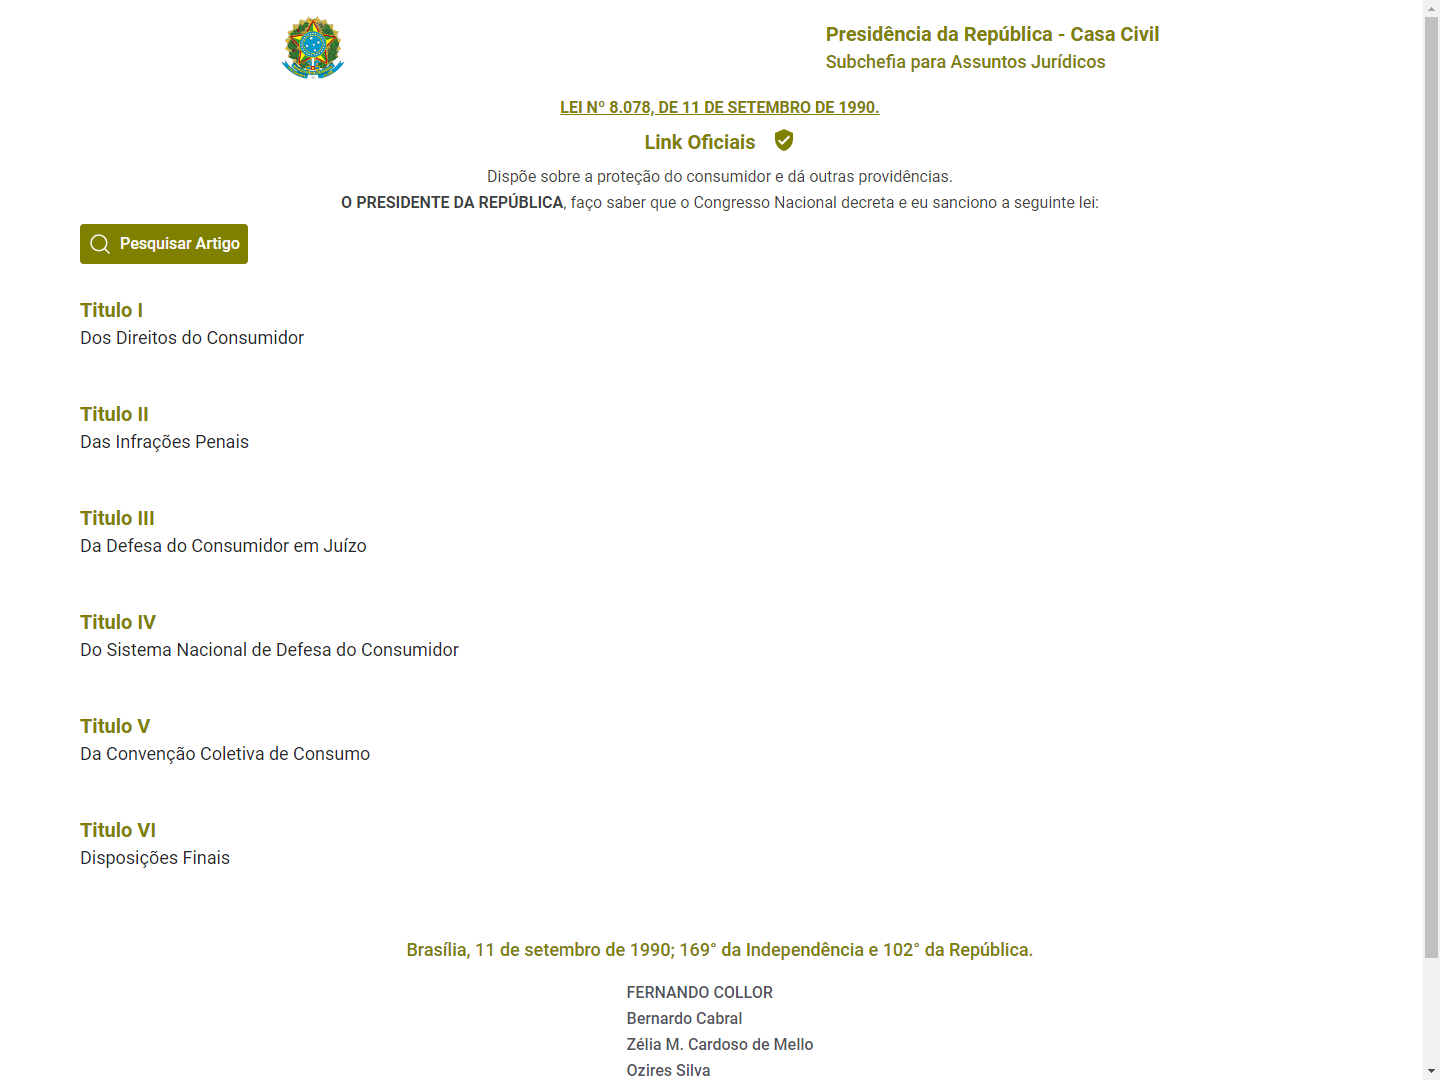 Presidência da República - Casa Civil
Subchefia para Assuntos Jurídicos
LEI Nº 8.078, DE 11 DE SETEMBRO DE 1990.
Link Oficiais
Dispõe sobre a proteção do consumidor e dá outras providências.
O PRESIDENTE DA REPÚBLICA, faço saber que o Congresso Nacional decreta e eu sanciono a seguinte lei:
Pesquisar Artigo
Titulo I
Dos Direitos do Consumidor
Titulo II
Das Infrações Penais
Titulo III
Da Defesa do Consumidor em Juízo
Titulo IV
Do Sistema Nacional de Defesa do Consumidor
Titulo V
Da Convenção Coletiva de Consumo
Titulo VI
Disposições Finais
Brasília, 11 de setembro de 1990; 169° da Independência e 102° da República.
FERNANDO COLLOR
Bernardo Cabral
Zélia M. Cardoso de Mello
Ozires Silva